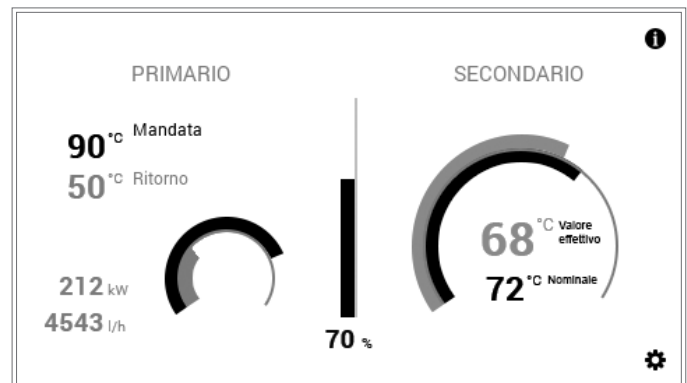 PRIMARIO
SECONDARIO
90 °C Mandata
50 °C Ritorno
212 kW
4543 l/h
70 %
68 °C Valore
effettivo
72 °C Nominale